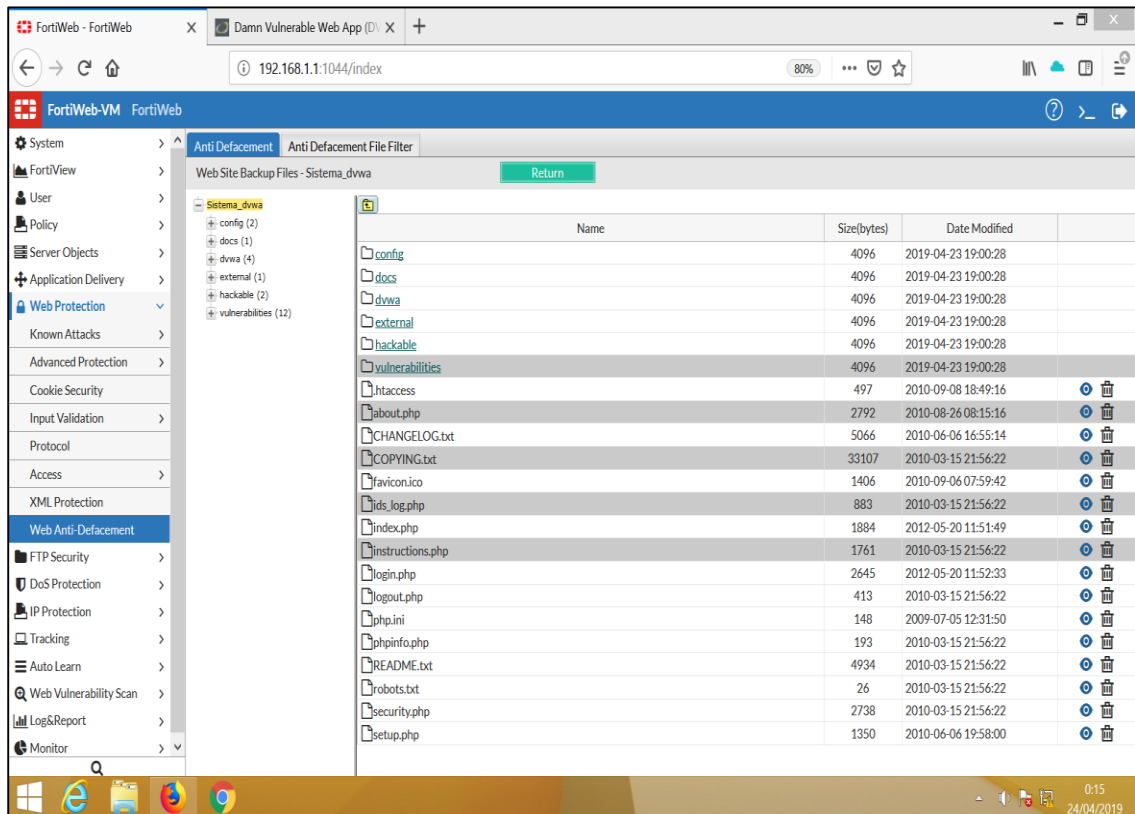 FortiWeb - FortiWeb X Damn Vulnerable Web App (DV X +
192.168.1.1:1044/index 80%
FortiWeb-VM FortiWeb
System
FortiView
User
Policy
Server Objects
Application Delivery
Web Protection
Known Attacks
Advanced Protection
Cookie Security
Input Validation
Protocol
Access
XML Protection
Web Anti-Defacement
FTP Security
DoS Protection
IP Protection
Tracking
Auto Learn
Web Vulnerability Scan
Log&Report
Monitor
Anti Defacement Anti Defacement File Filter
Web Site Backup Files - Sistema_dvwa Return
Sistema_dvwa
config (2)
docs (1)
dvwa (4)
external (1)
hackable (2)
vulnerabilities (12)
Name Size(bytes) Date Modified
config 4096 2019-04-23 19:00:28
docs 4096 2019-04-23 19:00:28
dvwa 4096 2019-04-23 19:00:28
external 4096 2019-04-23 19:00:28
hackable 4096 2019-04-23 19:00:28
vulnerabilities 4096 2019-04-23 19:00:28
.htaccess 497 2010-09-08 18:49:16
about.php 2792 2010-08-26 08:15:16
CHANGELOG.txt 5066 2010-06-06 16:55:14
COPYING.txt 33107 2010-03-15 21:56:22
favicon.ico 1406 2010-09-06 07:59:42
ids_log.php 883 2010-03-15 21:56:22
index.php 1884 2012-05-20 11:51:49
instructions.php 1761 2010-03-15 21:56:22
login.php 2645 2012-05-20 11:52:33
logout.php 413 2010-03-15 21:56:22
php.ini 148 2009-07-05 12:31:50
phpinfo.php 193 2010-03-15 21:56:22
README.txt 4934 2010-03-15 21:56:22
robots.txt 26 2010-03-15 21:56:22
security.php 2738 2010-03-15 21:56:22
setup.php 1350 2010-06-06 19:58:00
0:15
24/04/2019